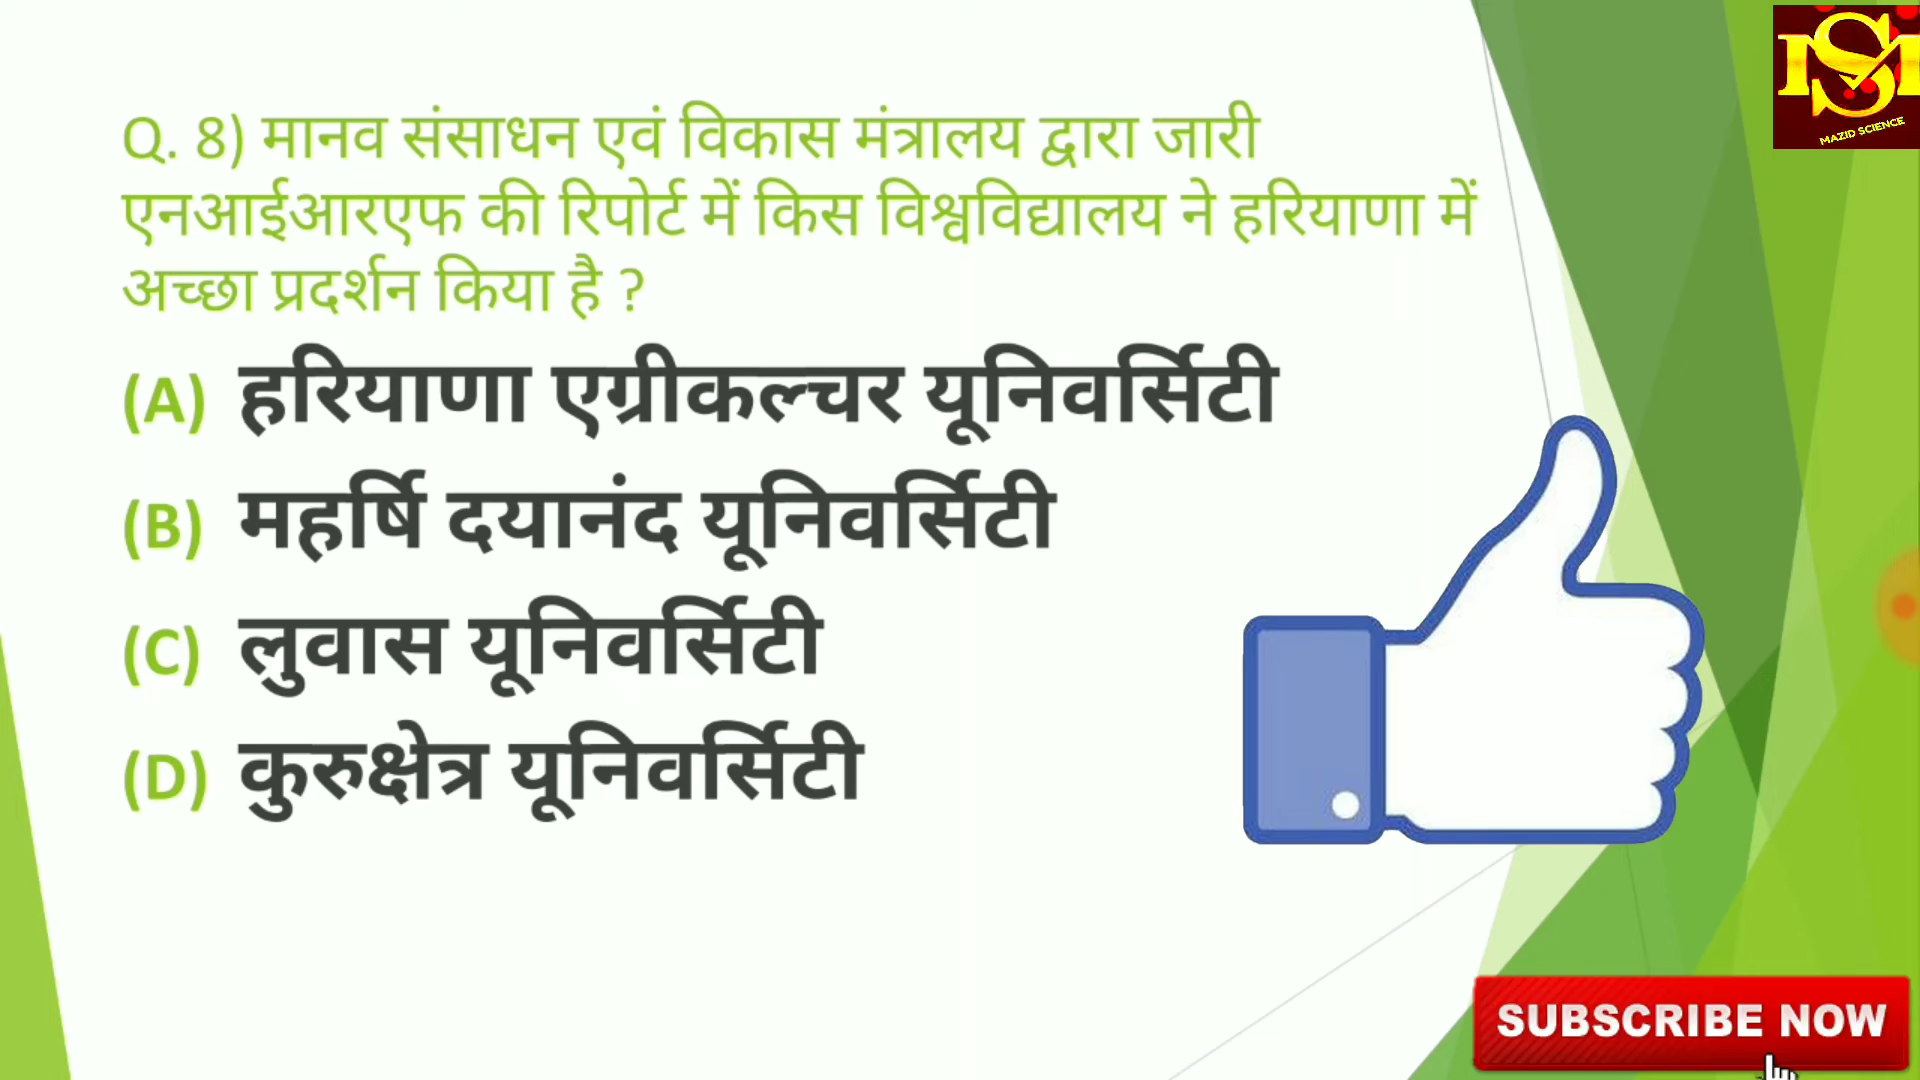 MAZID SCIENCE
Q. 8) मानव संसाधन एवं विकास मंत्रालय द्वारा जारी
एनआईआरएफ की रिपोर्ट में किस विश्वविद्यालय ने हरियाणा में
अच्छा प्रदर्शन किया है ?
(A) हरियाणा एग्रीकल्चर यूनिवर्सिटी
(B) महर्षि दयानंद यूनिवर्सिटी
(C) लुवास यूनिवर्सिटी
(D) कुरुक्षेत्र यूनिवर्सिटी
SUBSCRIBE NOW